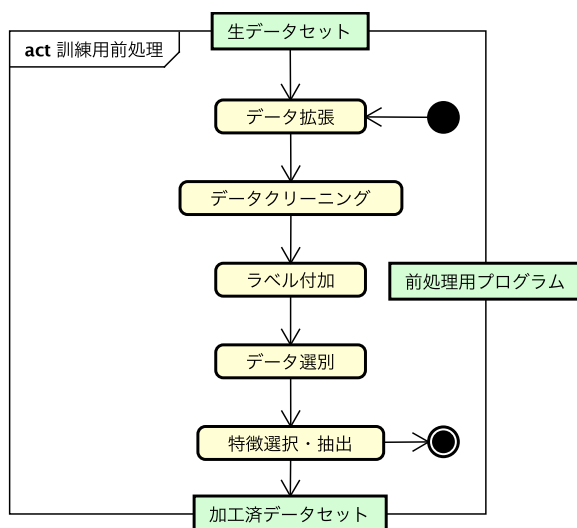 生データセット
act 訓練用前処理
データ拡張
データクリーニング
ラベル付加
前処理用プログラム
データ選別
特徴選択・抽出
加工済データセット